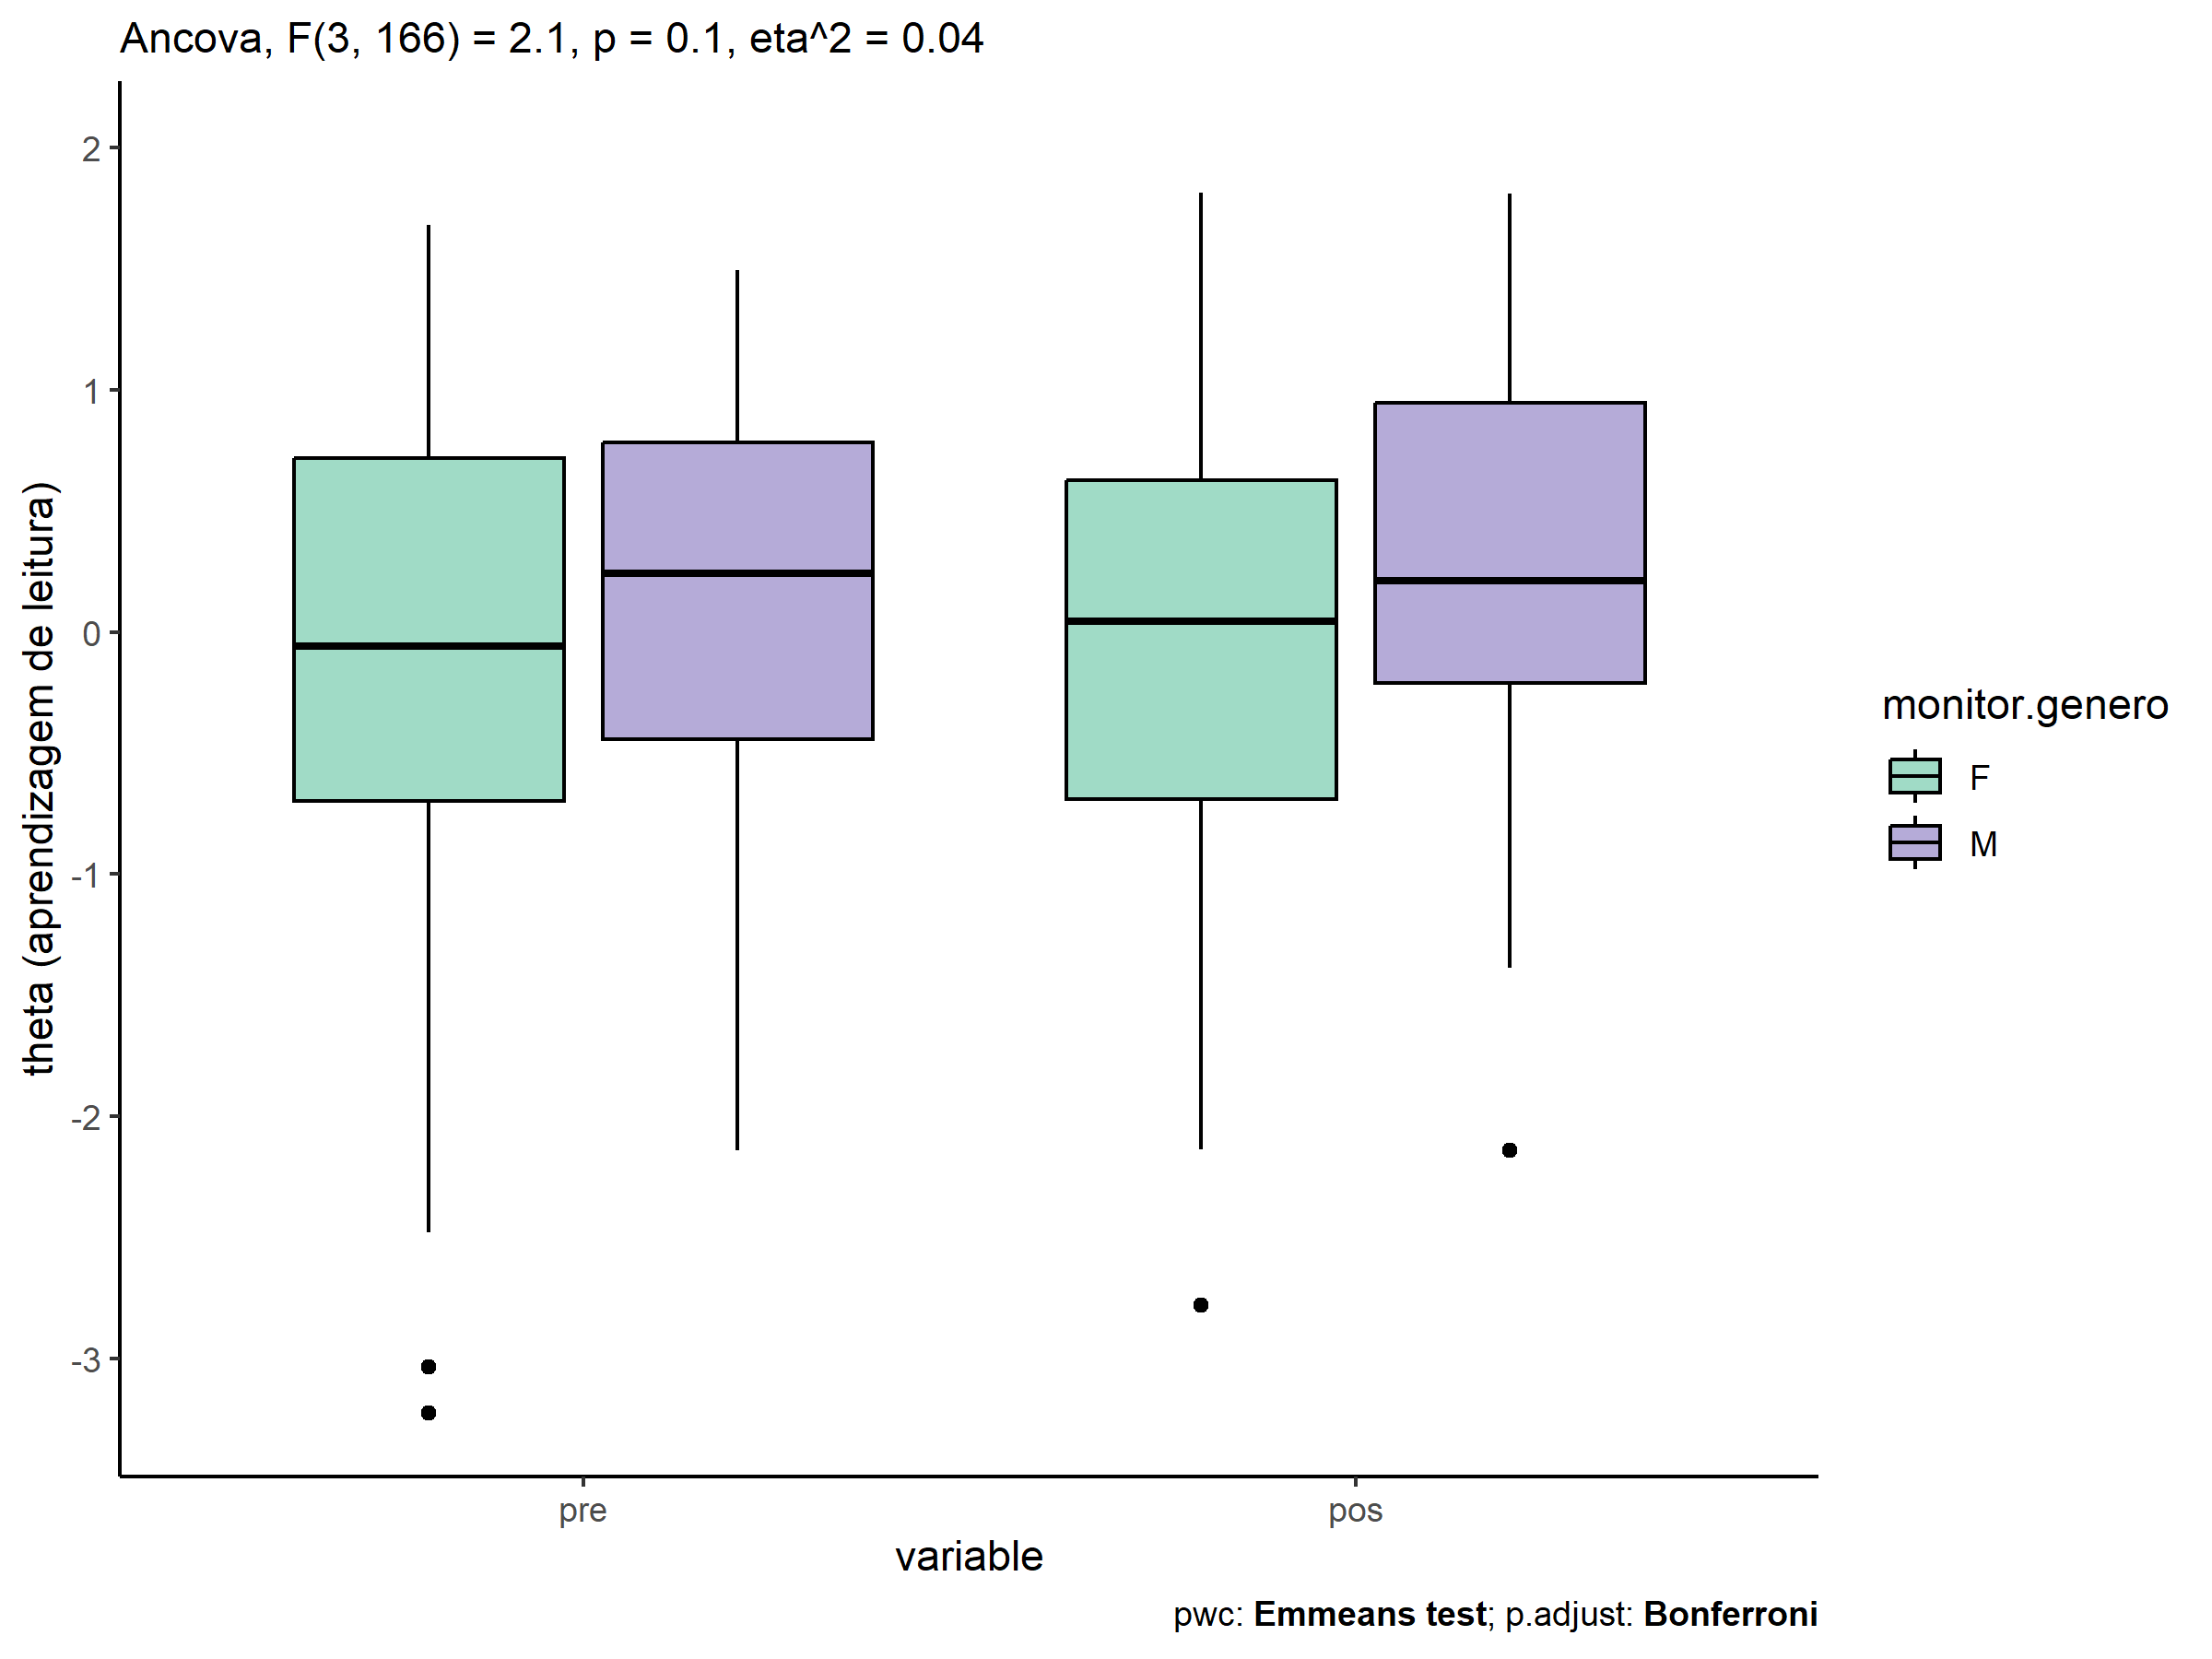 Ancova, F(3, 166) = 2.1, p = 0.1, eta^2 = 0.04
theta (aprendizagem de leitura)
2
1
0
-1
-2
-3
pre
pos
variable
monitor.genero
F
M
pwc: Emmeans test; p.adjust: Bonferroni